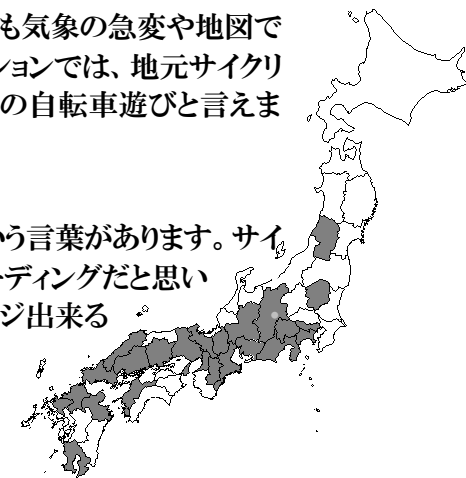 も気象の急変や地図で
ションでは、地元サイクリ
の自転車遊びと言えま
う言葉があります。サイ
ーディングだと思い
ジ出来る